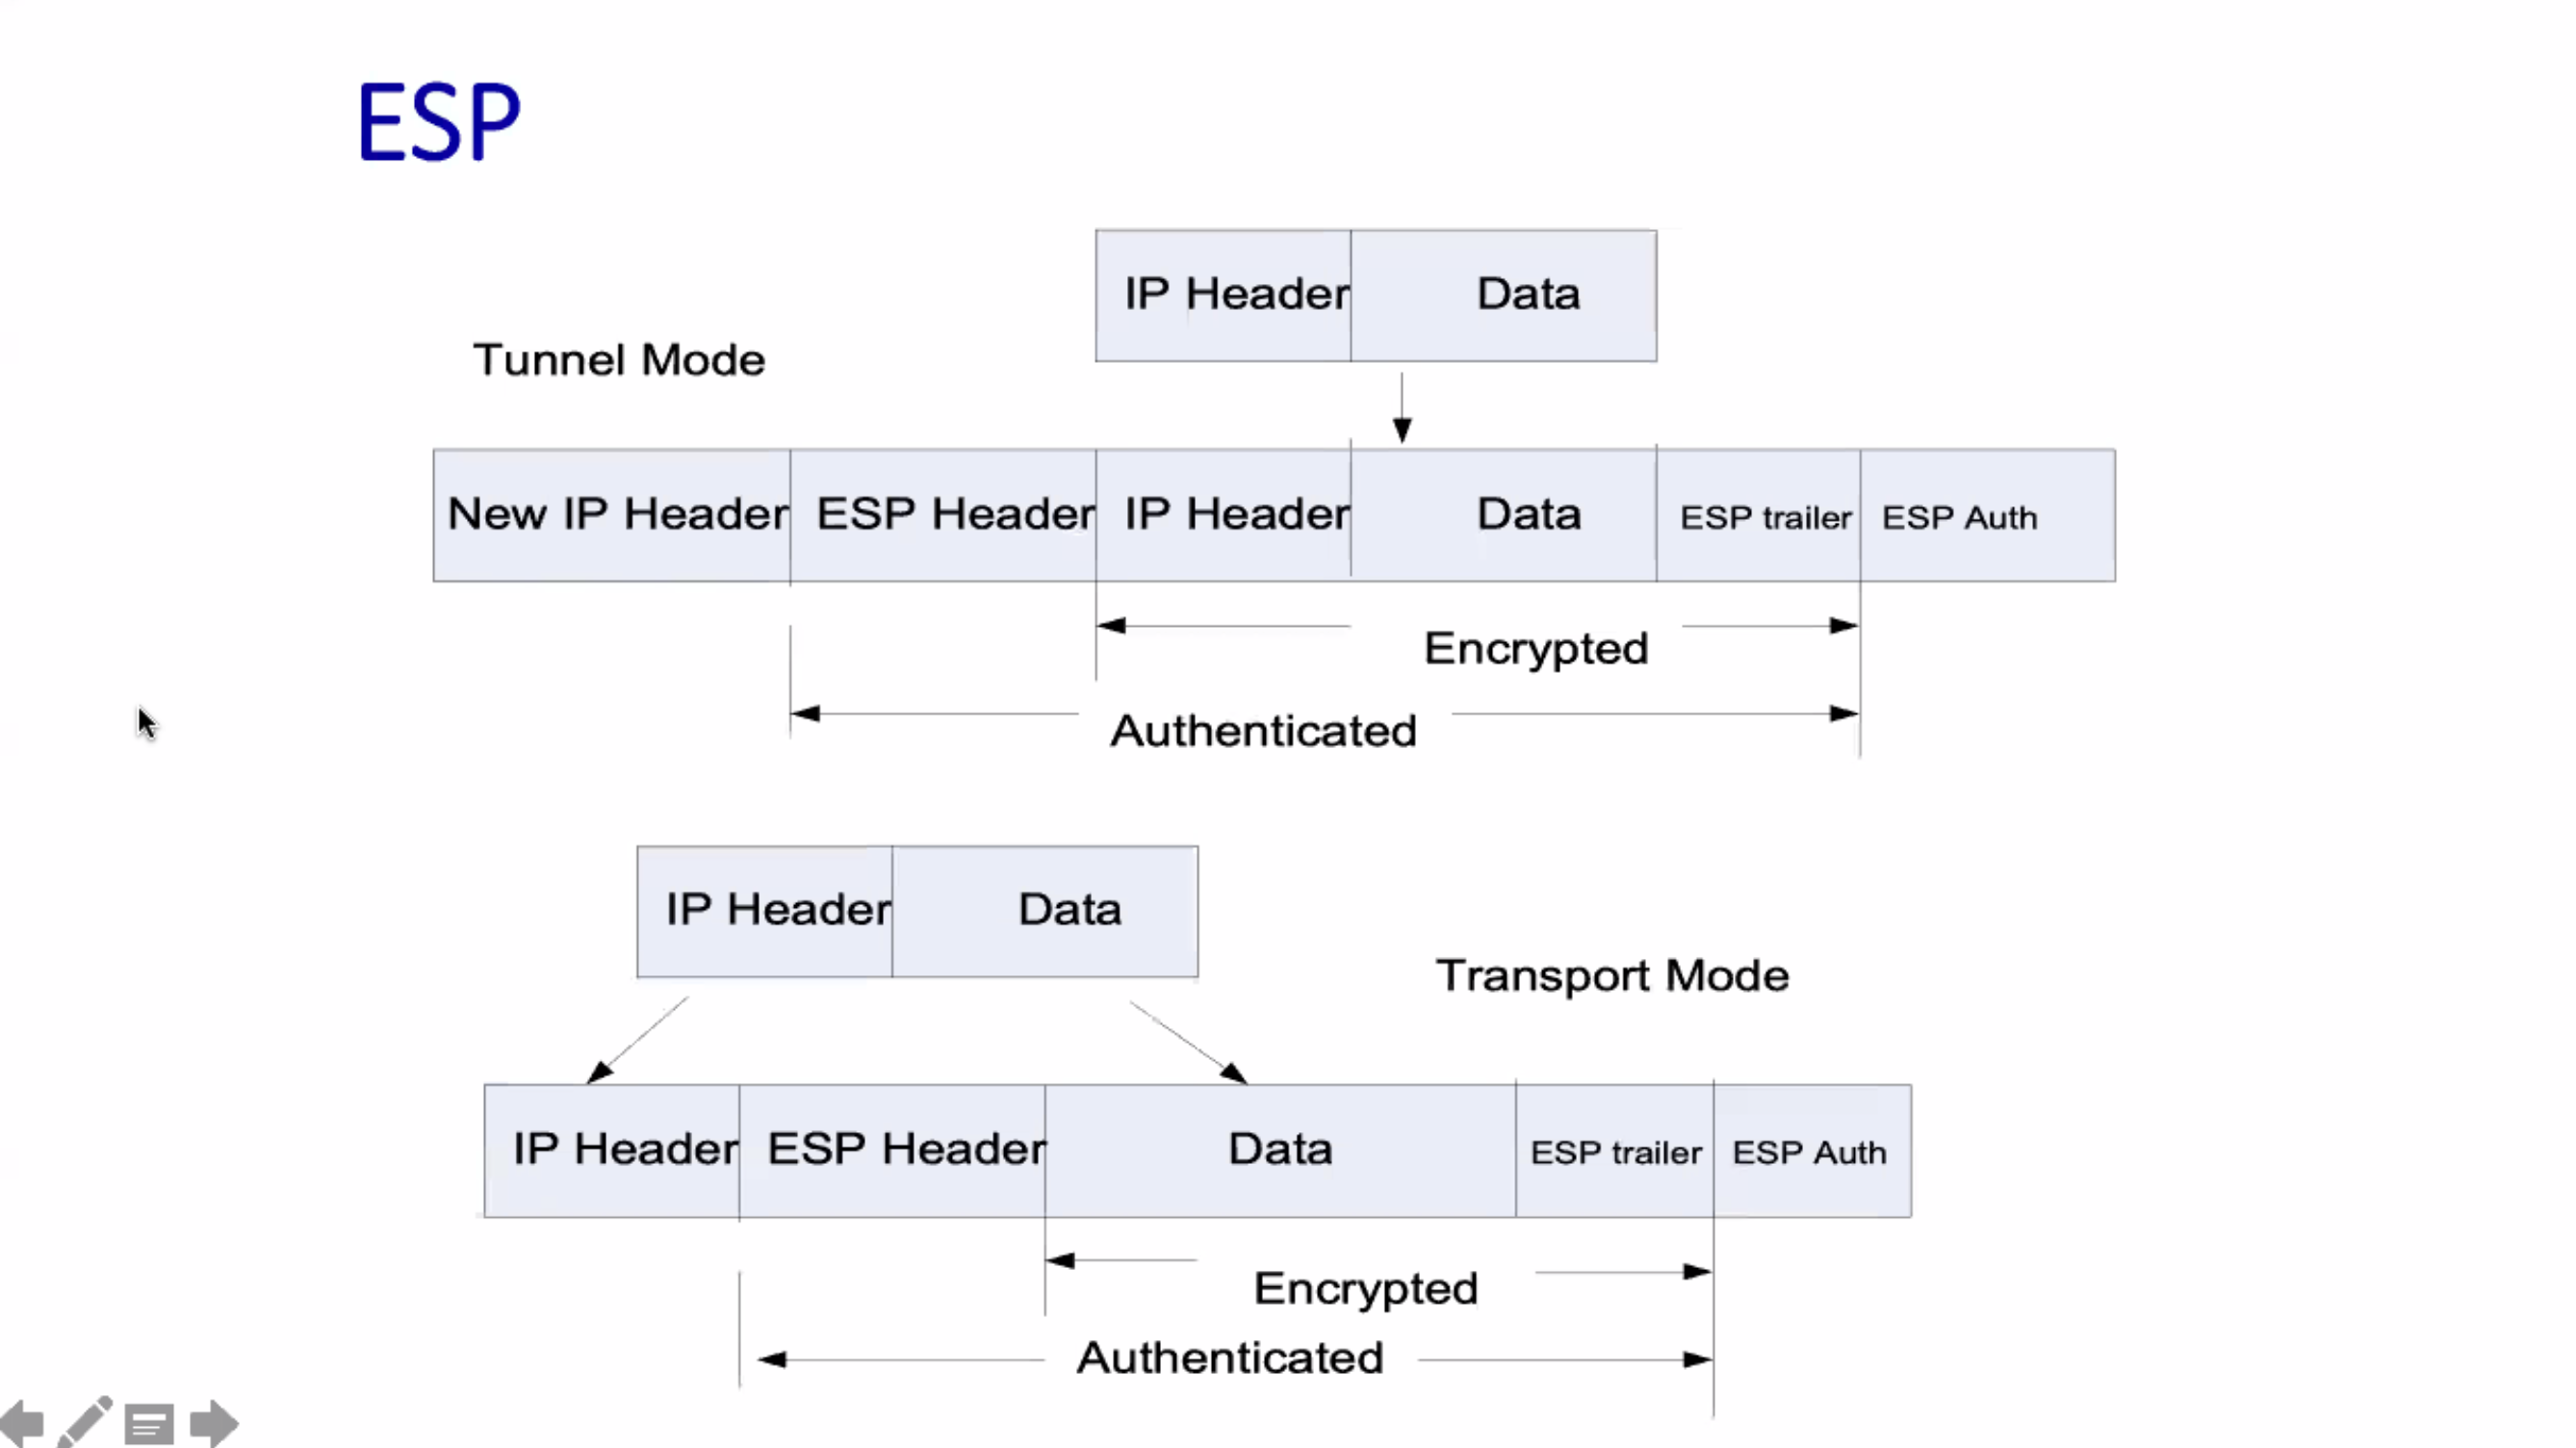 ESP
IP Header Data
Tunnel Mode
New IP Header ESP Header IP Header Data ESP trailer ESP Auth
Encrypted
Authenticated
IP Header Data
Transport Mode
IP Header ESP Header Data ESP trailer ESP Auth
Encrypted
Authenticated